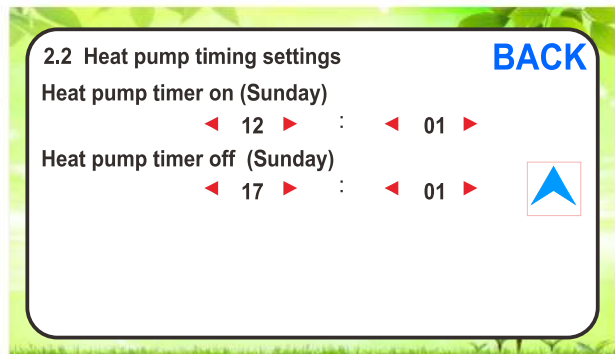 2.2 Heat pump timing settings
BACK
Heat pump timer on (Sunday)
12 : 01
Heat pump timer off (Sunday)
17 : 01